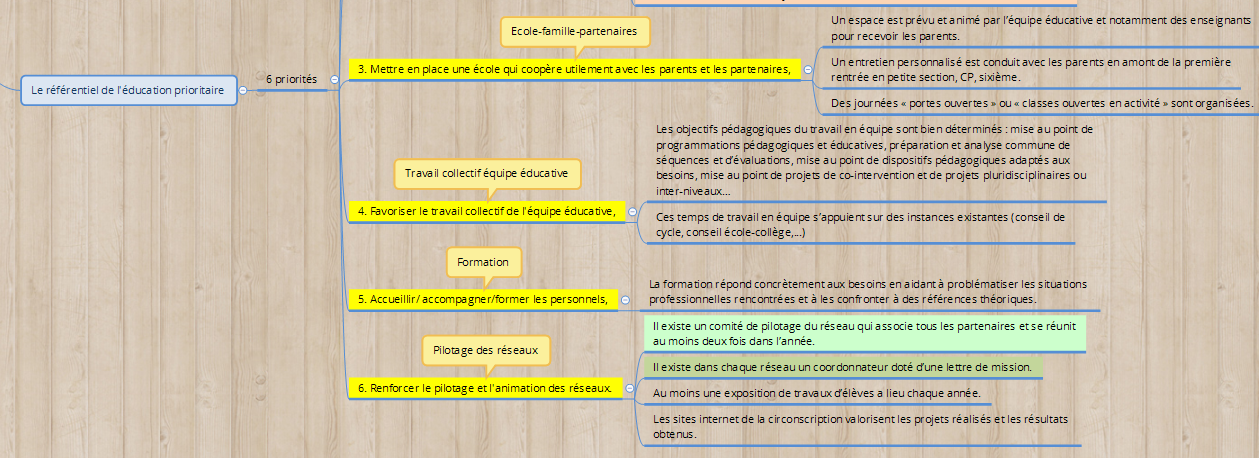 Le référentiel de l'éducation prioritaire
6 priorités
Ecole-famille-partenaires
3. Mettre en place une école qui coopère utilement avec les parents et les partenaires,
Un espace est prévu et animé par l’équipe éducative et notamment des enseignants
pour recevoir les parents.
Un entretien personnalisé est conduit avec les parents en amont de la première
rentrée en petite section, CP, sixième.
Des journées « portes ouvertes » ou « classes ouvertes en activité » sont organisées.
Travail collectif équipe éducative
4. Favoriser le travail collectif de l'équipe éducative,
Les objectifs pédagogiques du travail en équipe sont bien déterminés : mise au point de
programmations pédagogiques et éducatives, préparation et analyse commune de
séquences et d’évaluations, mise au point de dispositifs pédagogiques adaptés aux
besoins, mise au point de projets de co-intervention et de projets pluridisciplinaires ou
inter-niveaux...
Ces temps de travail en équipe s’appuient sur des instances existantes (conseil de
cycle, conseil école-collège,...)
Formation
5. Accueillir/ accompagner/former les personnels,
La formation répond concrètement aux besoins en aidant à problématiser les situations
professionnelles rencontrées et à les confronter à des références théoriques.
Pilotage des réseaux
6. Renforcer le pilotage et l'animation des réseaux.
Il existe un comité de pilotage du réseau qui associe tous les partenaires et se réunit
au moins deux fois dans l’année.
Il existe dans chaque réseau un coordonnateur doté d’une lettre de mission.
Au moins une exposition de travaux d’élèves a lieu chaque année.
Les sites internet de la circonscription valorisent les projets réalisés et les résultats
obtenus.